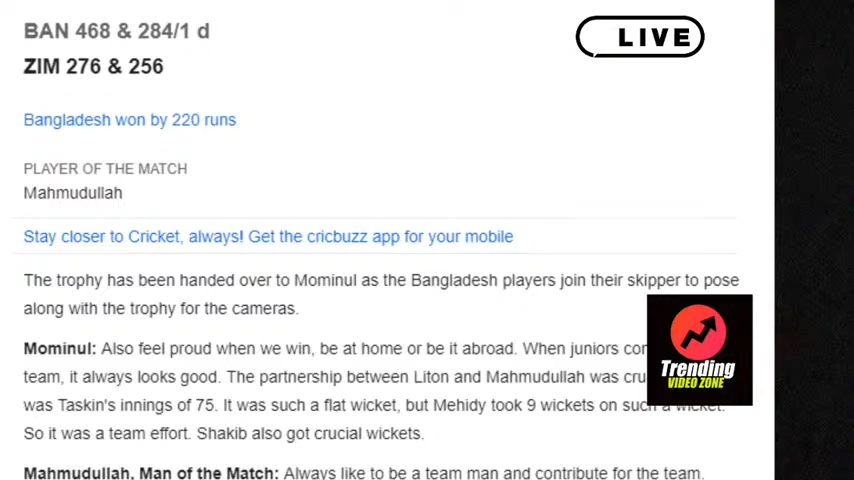 BAN 468 & 284/1 d
LIVE
ZIM 276 & 256
Bangladesh won by 220 runs
PLAYER OF THE MATCH
Mahmudullah
Stay closer to Cricket, always! Get the cricbuzz app for your mobile
The trophy has been handed over to Mominul as the Bangladesh players join their skipper to pose
along with the trophy for the cameras.
Mominul: Also feel proud when we win, be at home or be it abroad. When juniors
team, it always looks good. The partnership between Liton and Mahmudullah was
was Taskin's innings of 75. It was such a flat wicket, but Mehidy took 9 wickets on such a wicket.
So it was a team effort. Shakib also got crucial wickets.
Mahmudullah, Man of the Match: Always like to be a team man and contribute for the team.
Trending
VIDEO ZONE